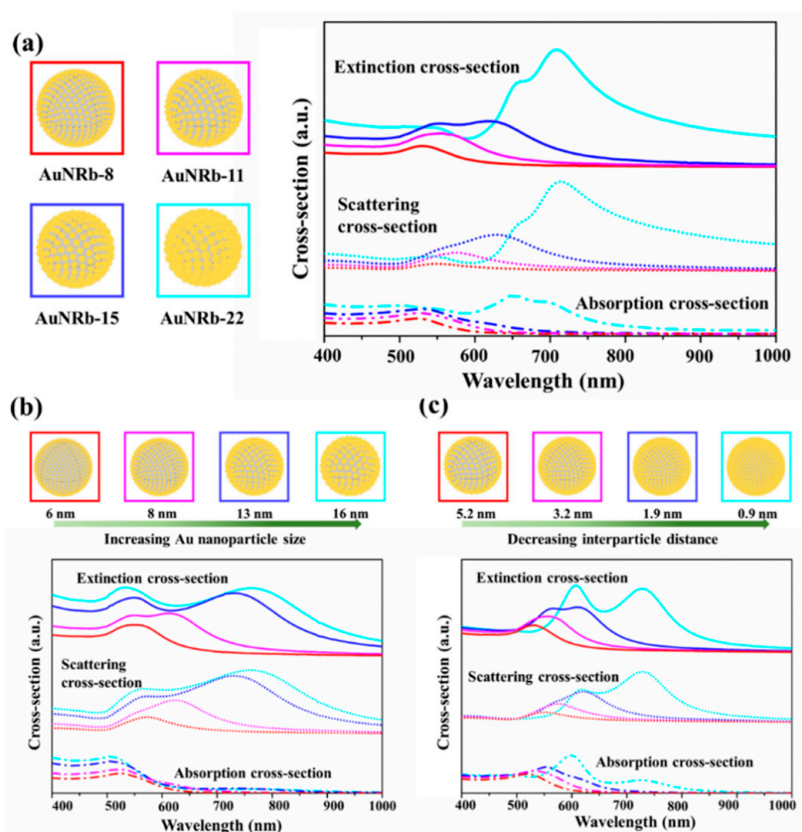 (a)
AuNRb-8
AuNRb-11
AuNRb-15
AuNRb-22
Cross-section (a.u.)
Extinction cross-section
Scattering
cross-section
Absorption cross-section
400 500 600 700 800 900 1000
Wavelength (nm)
(b)
6 nm 8 nm 13 nm 16 nm
Increasing Au nanoparticle size
Cross-section (a.u.)
Extinction cross-section
Scattering
cross-section
Absorption cross-section
400 500 600 700 800 900 1000
Wavelength (nm)
(c)
5.2 nm 3.2 nm 1.9 nm 0.9 nm
Decreasing interparticle distance
Cross-section (a.u.)
Extinction cross-section
Scattering cross-section
Absorption cross-section
400 500 600 700 800 900 1000
Wavelength (nm)